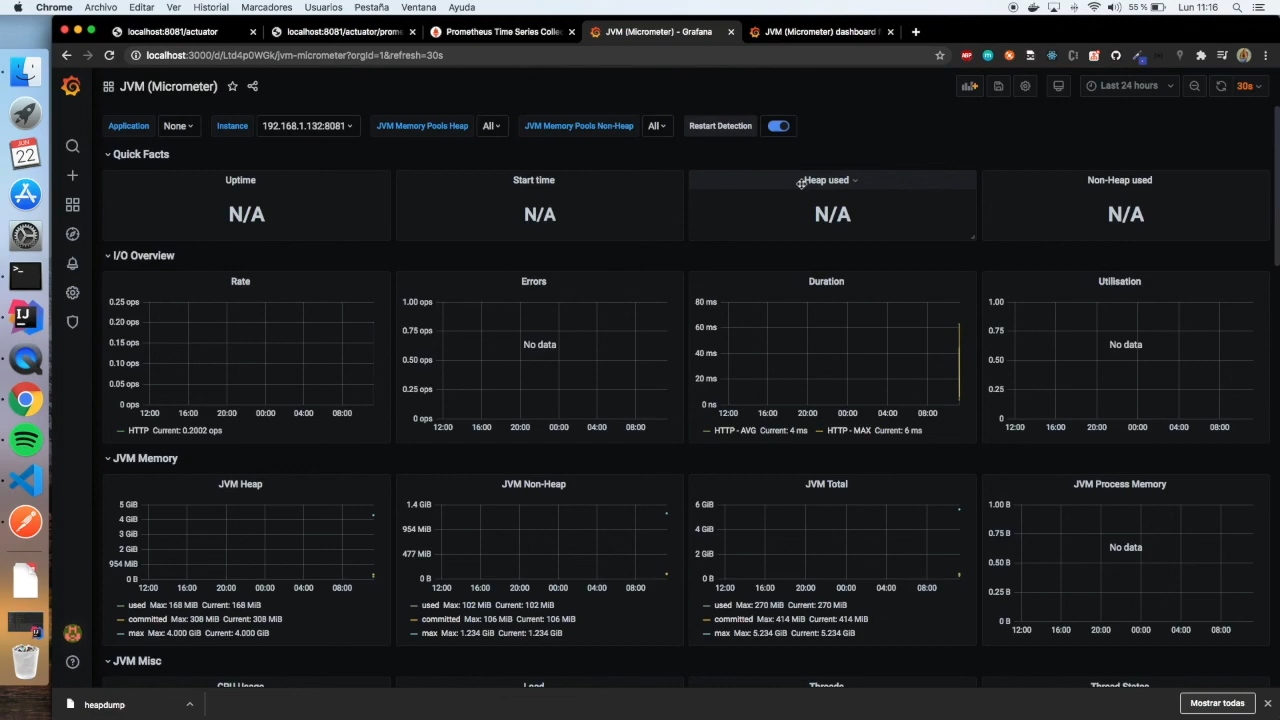 Chrome Archivo Editar Ver Historial Marcadores Usuarios Pestaña Ventana Ayuda 55 % Lun 11:16
localhost:8081/actuator localhost:8081/actuator/prom Prometheus Time Series Colle JVM (Micrometer) - Grafana JVM (Micrometer) dashboard f
localhost:3000/d/Ltd4p0WGk/jvm-micrometer?orgId=1&refresh=30s ABP
JVM (Micrometer) Last 24 hours 30s
Application None Instance 192.168.1.132:8081 JVM Memory Pools Heap All JVM Memory Pools Non-Heap All Restart Detection
Quick Facts
Uptime Start time Heap used Non-Heap used
N/A N/A N/A N/A
I/O Overview
Rate Errors Duration Utilisation
0.25 ops 1.00 ops 80 ms 1.00
0.20 ops 0.75 ops 60 ms 0.75
No data No data
0.15 ops 0.50 ops 40 ms 0.50
0.10 ops
0.05 ops 0.25 ops 20 ms 0.25
0 ops 0 ops 0 ns 0
12:00 16:00 20:00 00:00 04:00 08:00 12:00 16:00 20:00 00:00 04:00 08:00 12:00 16:00 20:00 00:00 04:00 08:00 12:00 16:00 20:00 00:00 04:00 08:00
HTTP Current: 0.2002 ops HTTP - AVG Current: 4 ms HTTP - MAX Current: 6 ms
JVM Memory
JVM Heap JVM Non-Heap JVM Total JVM Process Memory
5 GiB 1.4 GiB 6 GiB 1.00 B
4 GiB 954 MiB 4 GiB 0.75 B
3 GiB No data
2 GiB 477 MiB 2 GiB 0.50 B
954 MiB 0.25 B
0 B 0 B 0 B 0 B
12:00 16:00 20:00 00:00 04:00 08:00 12:00 16:00 20:00 00:00 04:00 08:00 12:00 16:00 20:00 00:00 04:00 08:00 12:00 16:00 20:00 00:00 04:00 08:00
used Max: 168 MiB Current: 168 MiB used Max: 102 MiB Current: 102 MiB used Max: 270 MiB Current: 270 MiB
committed Max: 308 MiB Current: 308 MiB committed Max: 106 MiB Current: 106 MiB committed Max: 414 MiB Current: 414 MiB
max Max: 4.000 GiB Current: 4.000 GiB max Max: 1.234 GiB Current: 1.234 GiB max Max: 5.234 GiB Current: 5.234 GiB
JVM Misc
CPU Usage Load Threads Thread States
heapdump Mostrar todas
JUN
22
IJ